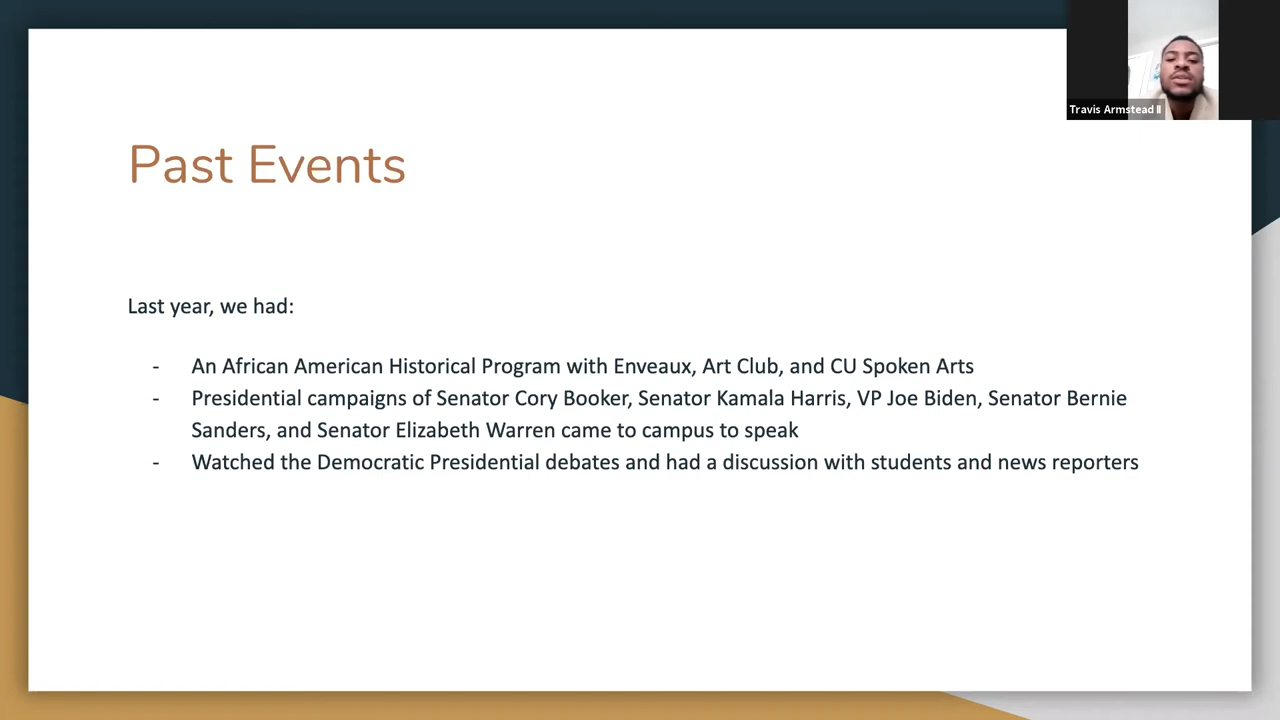 Travis Armstead II
Past Events
Last year, we had:
- An African American Historical Program with Enveaux, Art Club, and CU Spoken Arts
- Presidential campaigns of Senator Cory Booker, Senator Kamala Harris, VP Joe Biden, Senator Bernie
Sanders, and Senator Elizabeth Warren came to campus to speak
- Watched the Democratic Presidential debates and had a discussion with students and news reporters